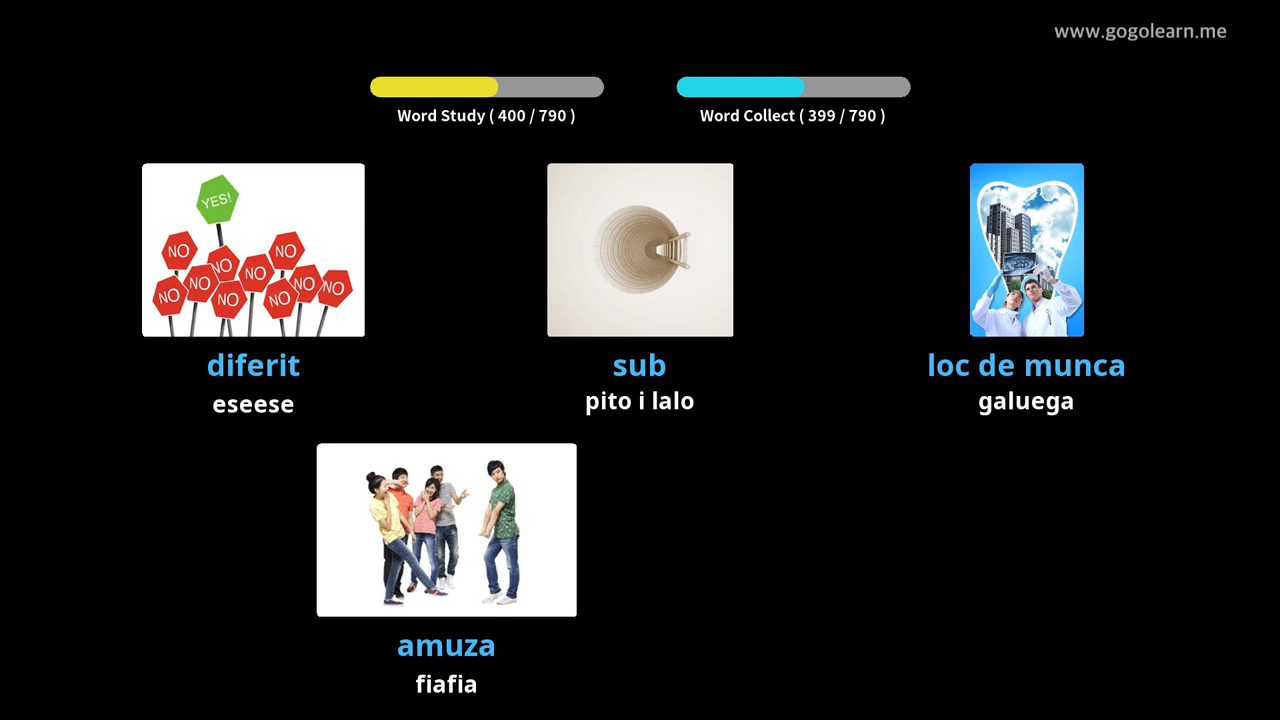 www.gogolearn.me
Word Study ( 400 / 790 )
Word Collect ( 399 / 790 )
YES!
NO
NO
NO
NO
NO
NO
NO
NO
NO
NO
diferit
eseese
sub
pito i lalo
loc de munca
galuega
amuza
fiafia